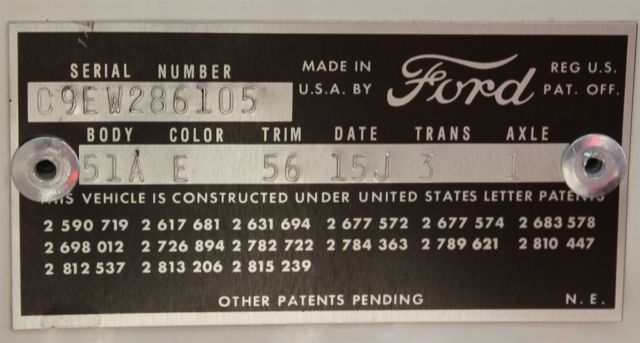 SERIAL NUMBER
MADE IN
U.S.A. BY
Ford
REG U.S.
PAT. OFF.
C9EW286105
BODY COLOR TRIM DATE TRANS AXLE
51A E 56 15J 3 1
THIS VEHICLE IS CONSTRUCTED UNDER UNITED STATES LETTER PATENTS
2 590 719 2 617 681 2 631 694 2 677 572 2 677 574 2 683 578
2 698 012 2 726 894 2 782 722 2 784 363 2 789 621 2 810 447
2 812 537 2 813 206 2 815 239
OTHER PATENTS PENDING N. E.